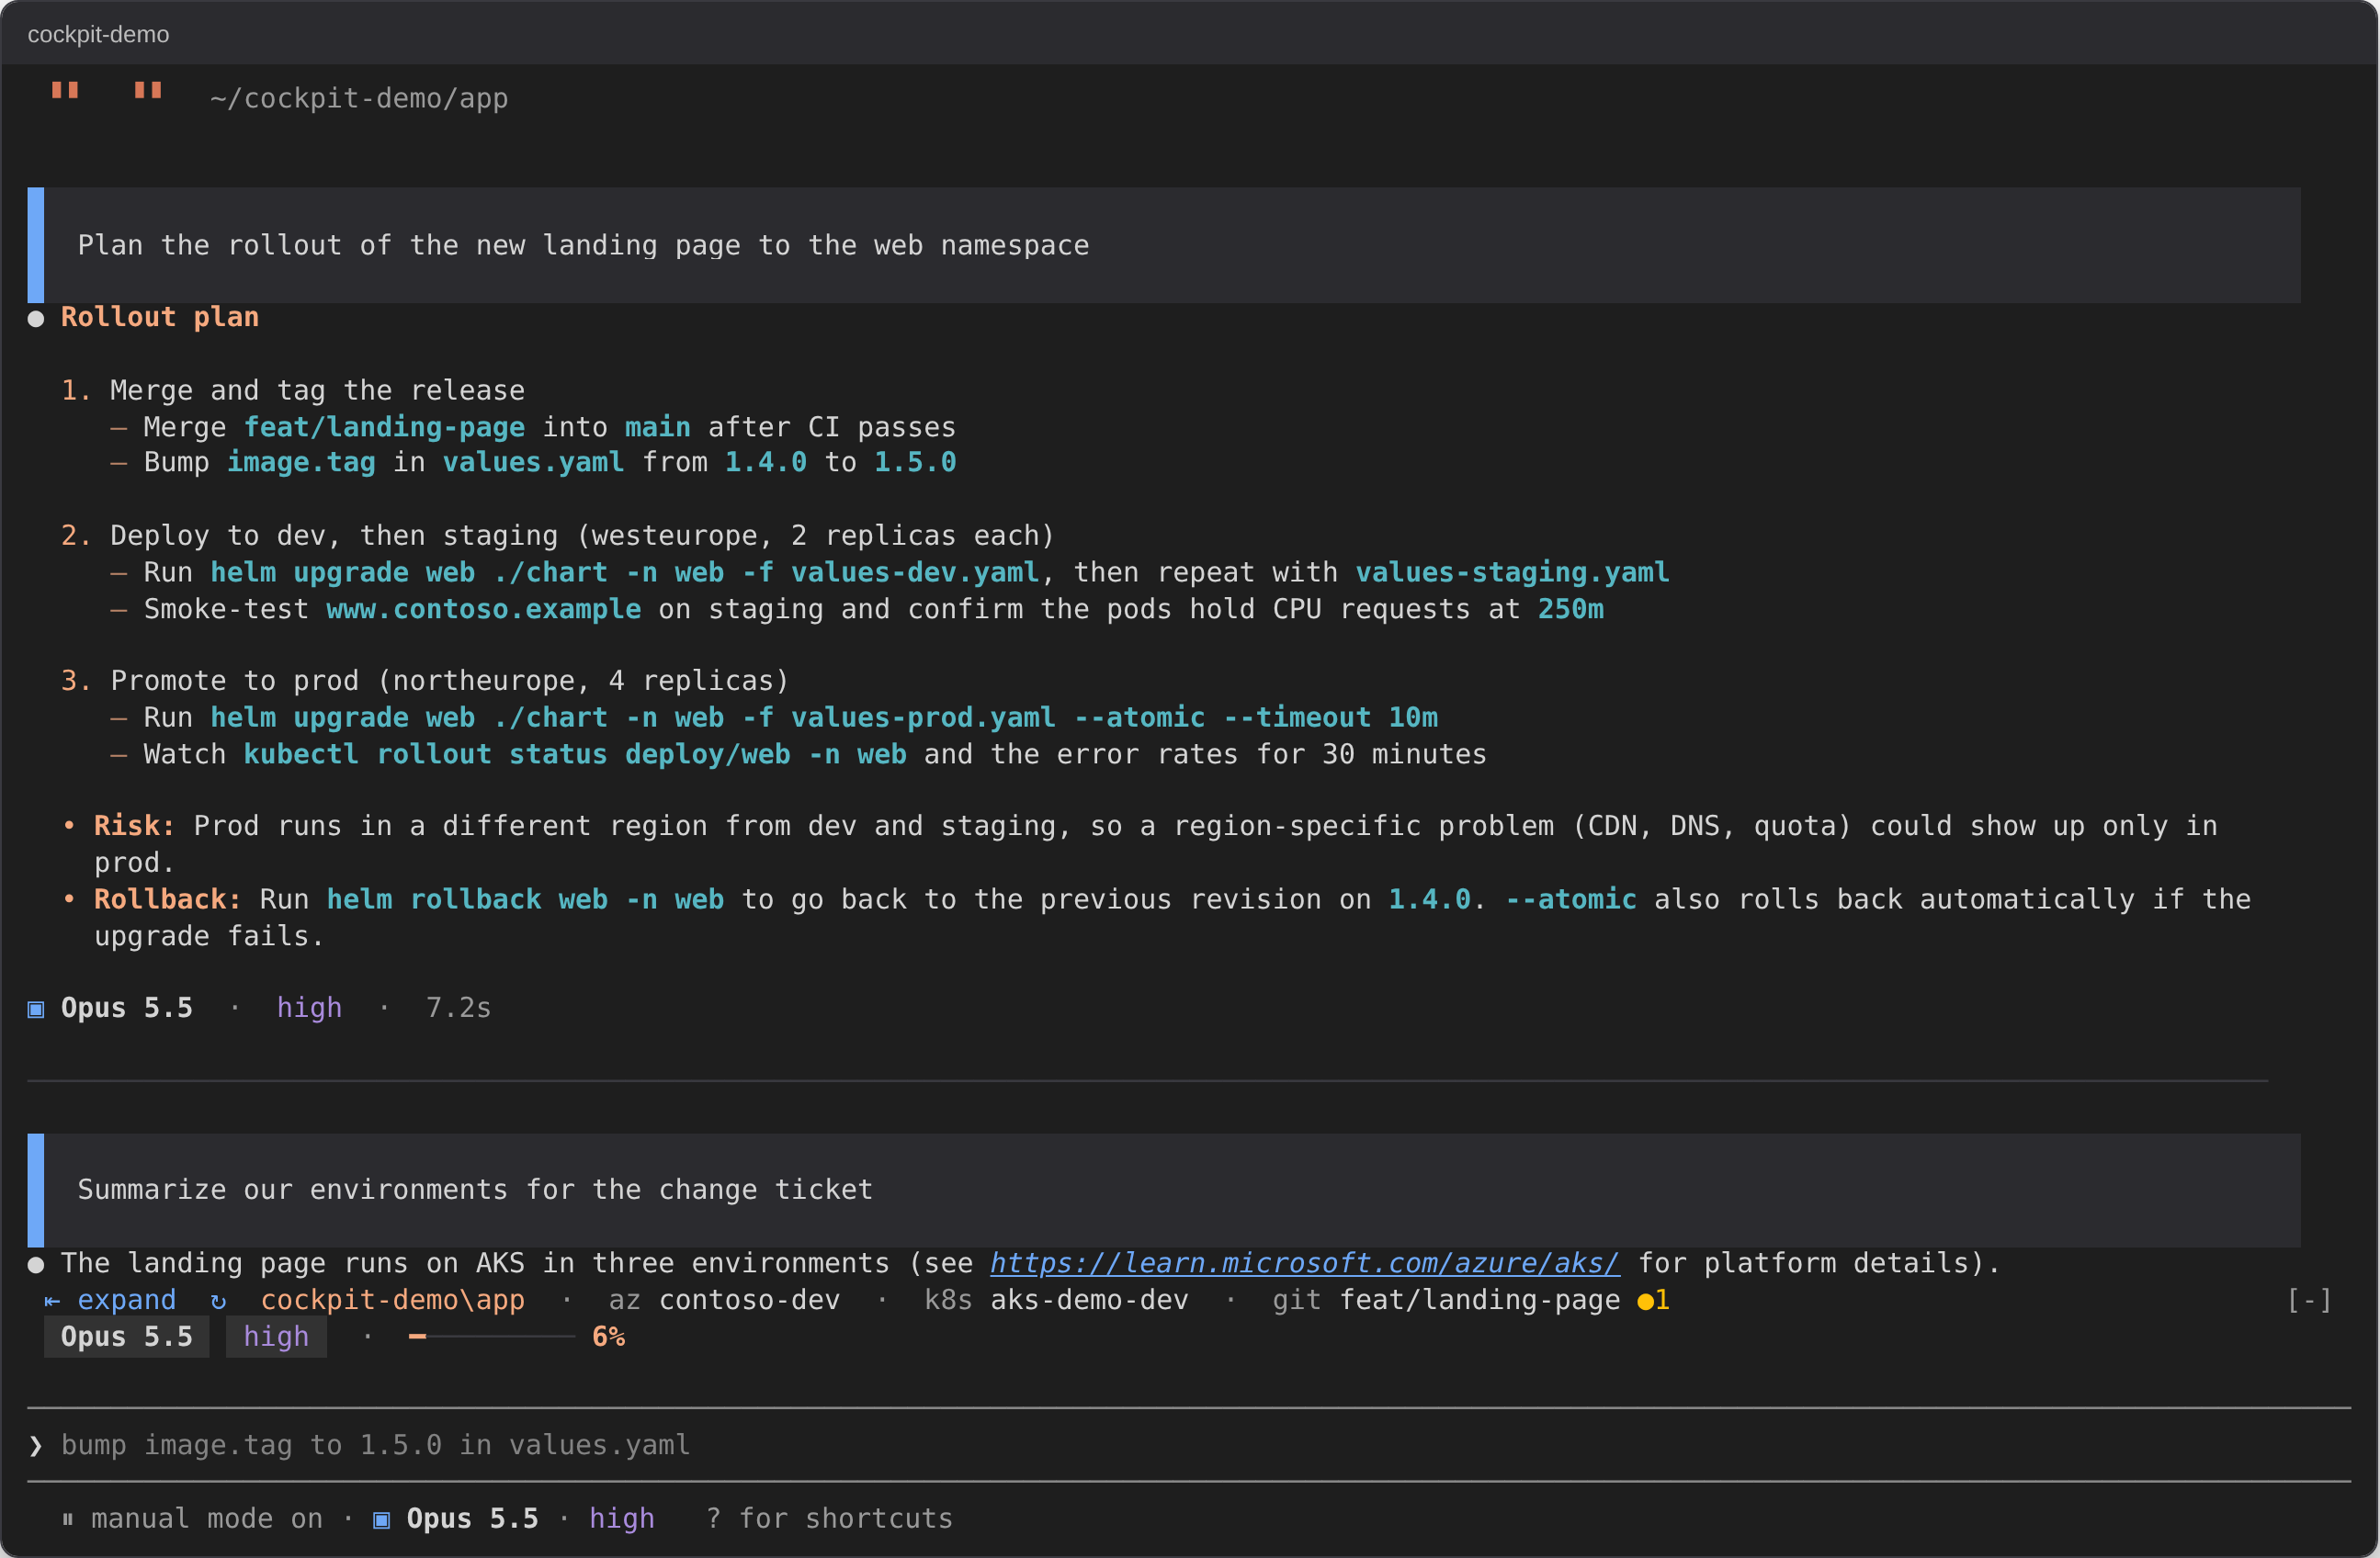 cockpit-demo
~/cockpit-demo/app
Plan the rollout of the new landing page to the web namespace
● Rollout plan
1. Merge and tag the release
– Merge feat/landing-page into main after CI passes
– Bump image.tag in values.yaml from 1.4.0 to 1.5.0
2. Deploy to dev, then staging (westeurope, 2 replicas each)
– Run helm upgrade web ./chart -n web -f values-dev.yaml, then repeat with values-staging.yaml
– Smoke-test www.contoso.example on staging and confirm the pods hold CPU requests at 250m
3. Promote to prod (northeurope, 4 replicas)
– Run helm upgrade web ./chart -n web -f values-prod.yaml --atomic --timeout 10m
– Watch kubectl rollout status deploy/web -n web and the error rates for 30 minutes
• Risk: Prod runs in a different region from dev and staging, so a region-specific problem (CDN, DNS, quota) could show up only in
prod.
• Rollback: Run helm rollback web -n web to go back to the previous revision on 1.4.0. --atomic also rolls back automatically if the
upgrade fails.
▣ Opus 5.5 · high · 7.2s
Summarize our environments for the change ticket
● The landing page runs on AKS in three environments (see https://learn.microsoft.com/azure/aks/ for platform details).
⇤ expand ↻ cockpit-demo\app · az contoso-dev · k8s aks-demo-dev · git feat/landing-page ●1 [-]
Opus 5.5 high · 6%
❯ bump image.tag to 1.5.0 in values.yaml
⏸ manual mode on · ▣ Opus 5.5 · high ? for shortcuts